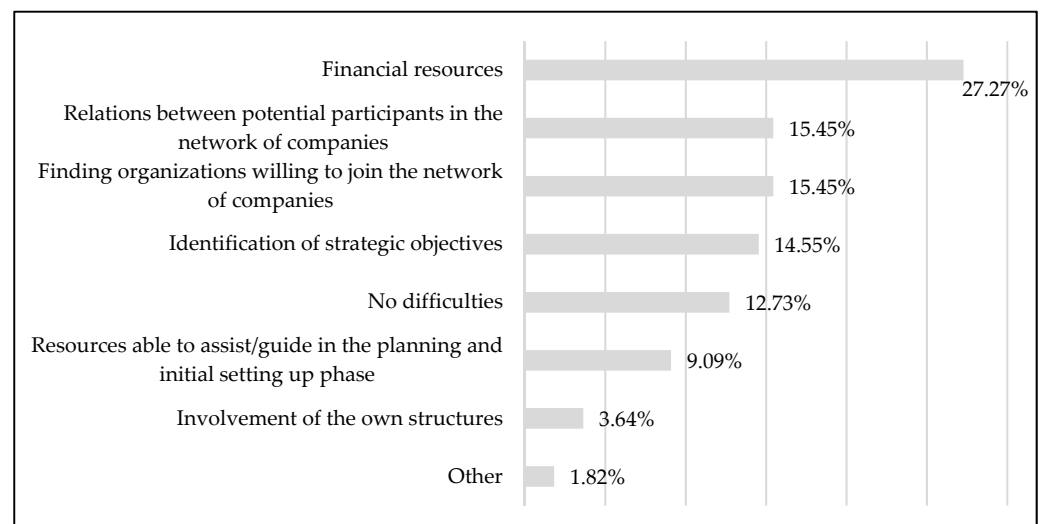 Financial resources
27.27%
Relations between potential participants in the
network of companies
15.45%
Finding organizations willing to join the network
of companies
15.45%
Identification of strategic objectives
14.55%
No difficulties
12.73%
Resources able to assist/guide in the planning and
initial setting up phase
9.09%
Involvement of the own structures
3.64%
Other
1.82%